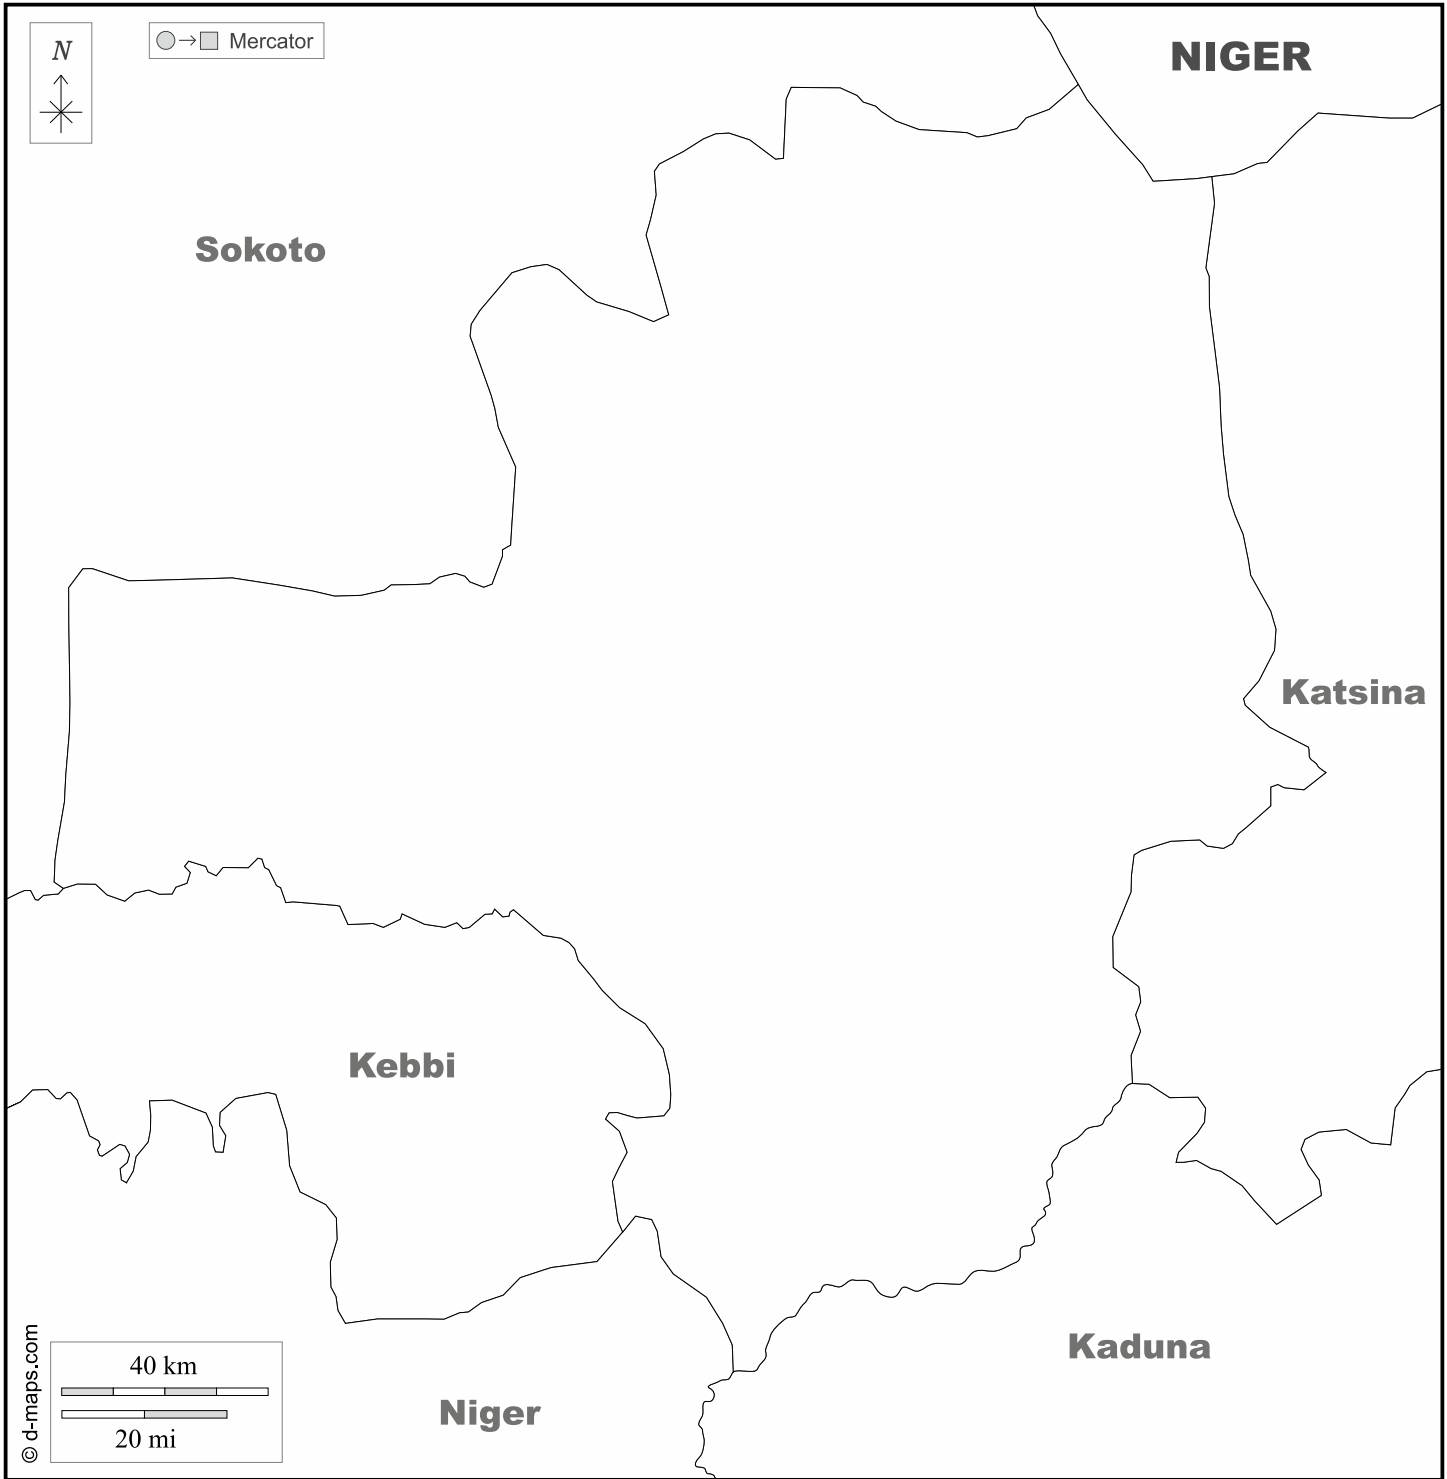 N
Mercator
NIGER
Sokoto
Katsina
Kebbi
Kaduna
Niger
40 km
20 mi
© d-maps.com